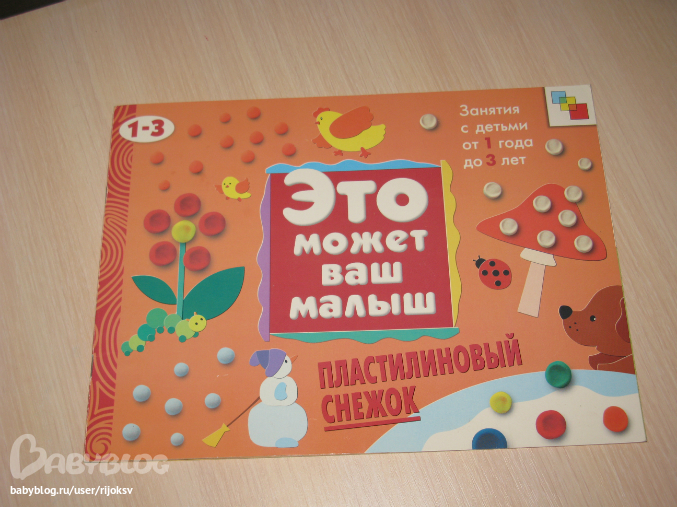 1-3
Занятия
с детьми
от 1 года
до 3 лет
Это
может
ваш
малыш
ПЛАСТИЛИНОВЫЙ
СНЕЖОК
BABYBLOG
babyblog.ru/user/rijoksv